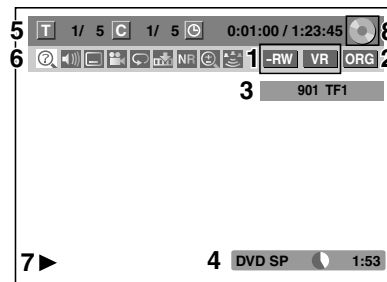 5 T 1/ 5 C 1/ 5 0:01:00 / 1:23:45 8
6 NR 1 -RW VR ORG 2
3 901 TF1
7 ▶ 4 DVD SP 1:53